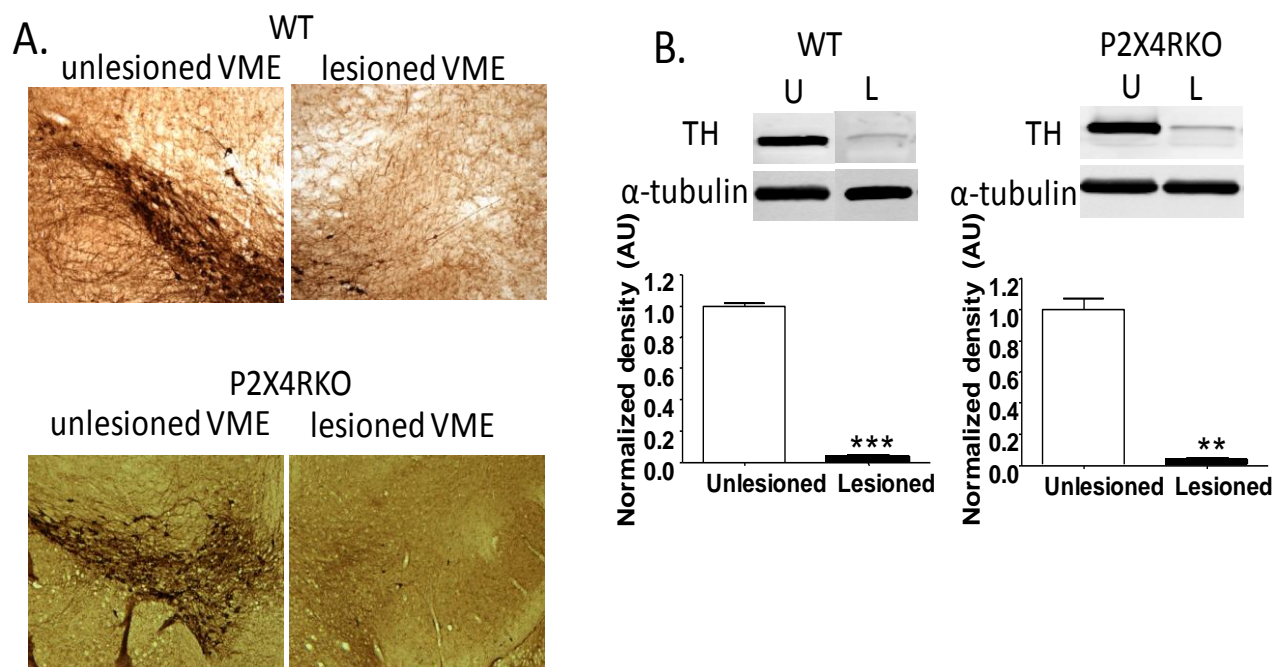 A.
WT
unlesioned VME lesioned VME
P2X4RKO
unlesioned VME lesioned VME
B.
WT
U L
TH
α-tubulin
Normalized density (AU)
1.2
1.0
0.8
0.6
0.4
0.2
0.0
***
Unlesioned Lesioned
P2X4RKO
U L
TH
α-tubulin
Normalized density (AU)
1.2
1.0
0.8
0.6
0.4
0.2
0.0
**
Unlesioned Lesioned